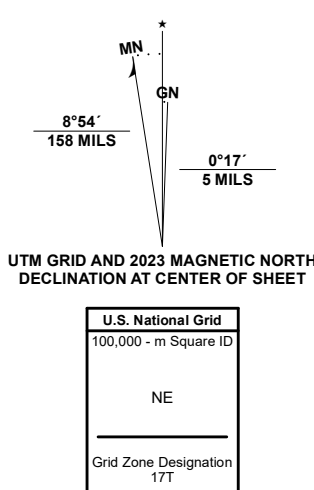 ★
MN
GN
8°54´
158 MILS
0°17´
5 MILS
UTM GRID AND 2023 MAGNETIC NORTH
DECLINATION AT CENTER OF SHEET
U.S. National Grid
100,000 - m Square ID
NE
Grid Zone Designation
17T